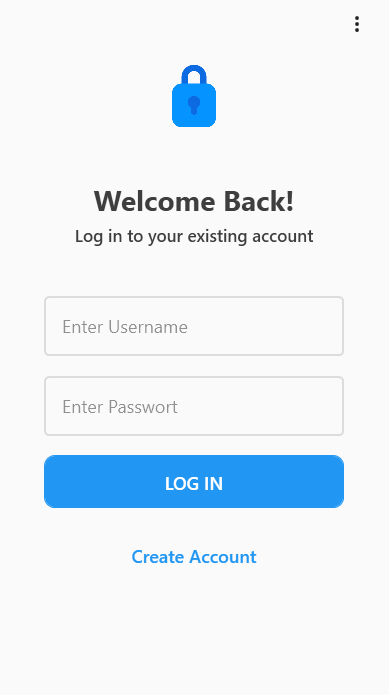 Welcome Back!
Log in to your existing account
Enter Username
Enter Passwort
LOG IN
Create Account